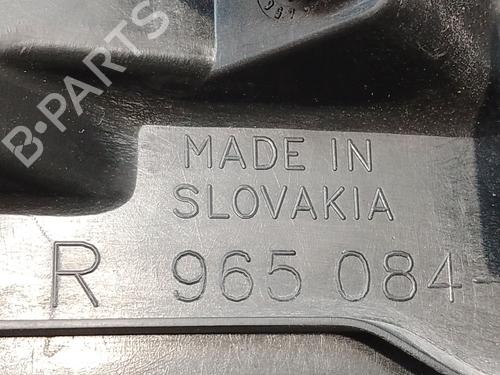 B-PARTS
MADE IN
SLOVAKIA
R 965 084-